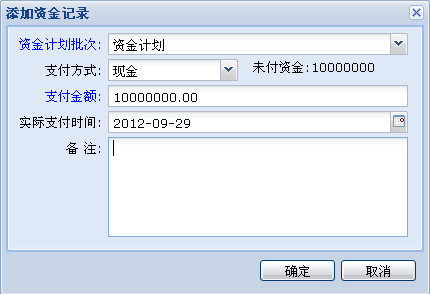 添加资金记录
资金计划批次: 资金计划
支付方式: 现金 未付资金:10000000
支付金额: 10000000.00
实际支付时间: 2012-09-29
备 注:
确定 取消